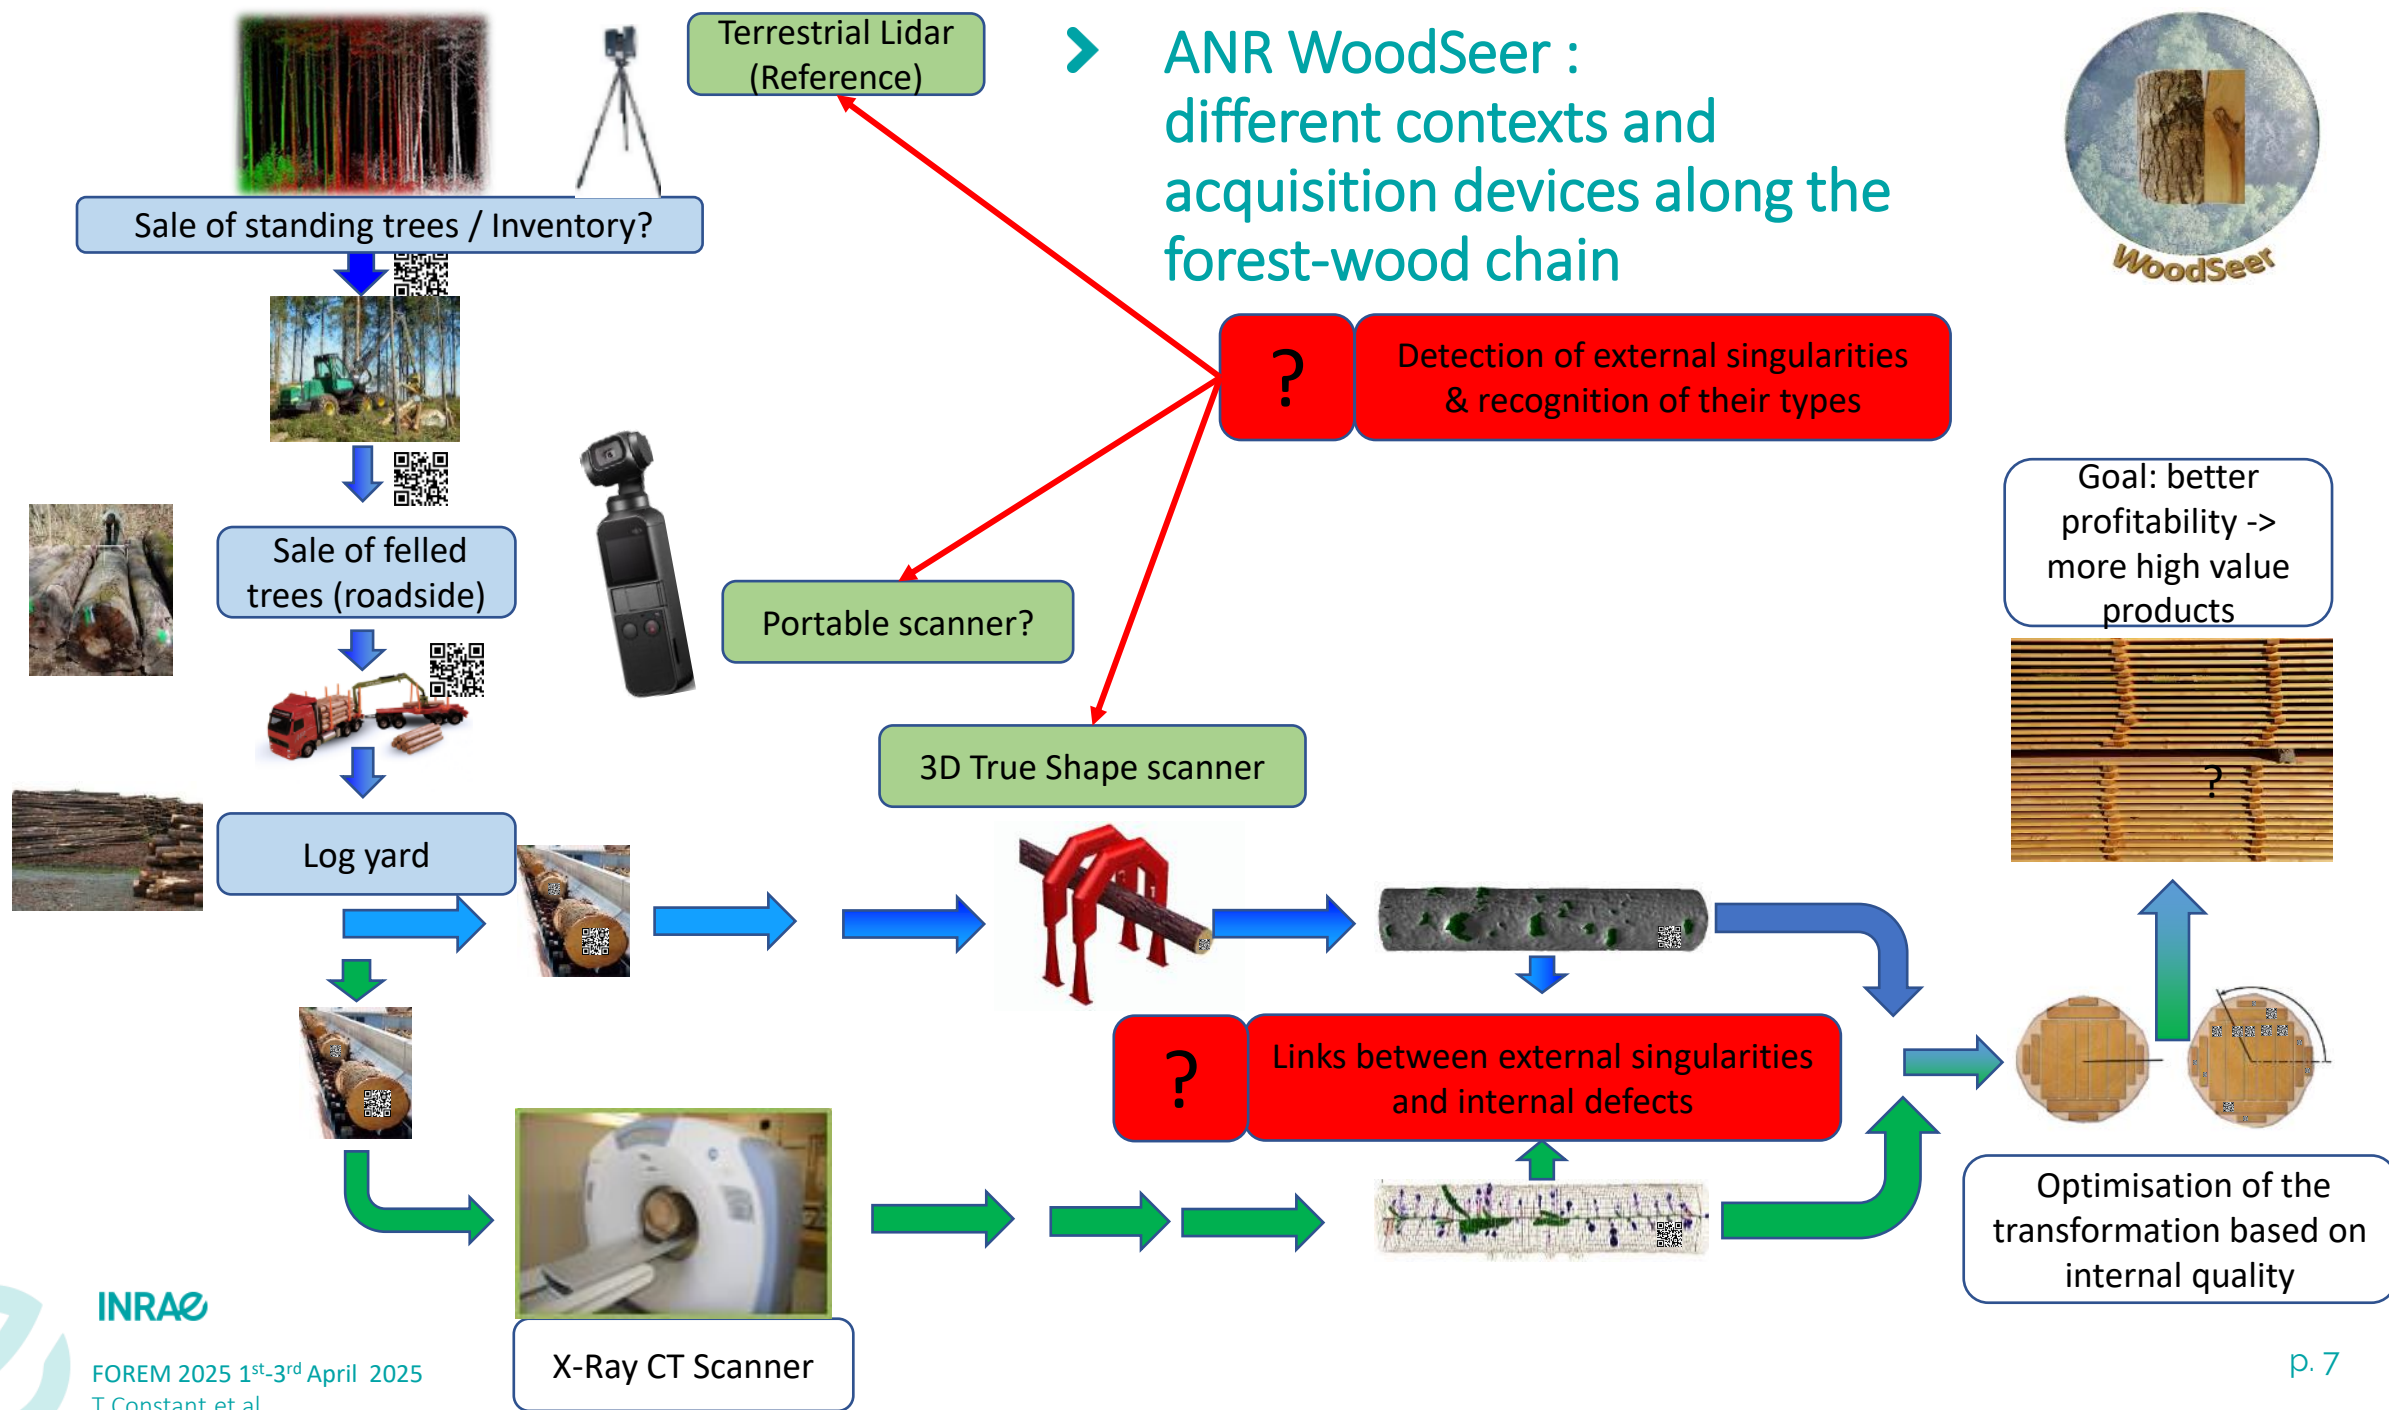 Terrestrial Lidar
(Reference)
ANR WoodSeer :
different contexts and
acquisition devices along the
forest-wood chain
WoodSeer
Sale of standing trees / Inventory?
?
Detection of external singularities
& recognition of their types
Goal: better
profitability ->
more high value
products
Sale of felled
trees (roadside)
Portable scanner?
3D True Shape scanner
?
Log yard
?
Links between external singularities
and internal defects
Optimisation of the
transformation based on
internal quality
X-Ray CT Scanner
INRAE
FOREM 2025 1st-3rd April 2025
T Constant et al
p. 7